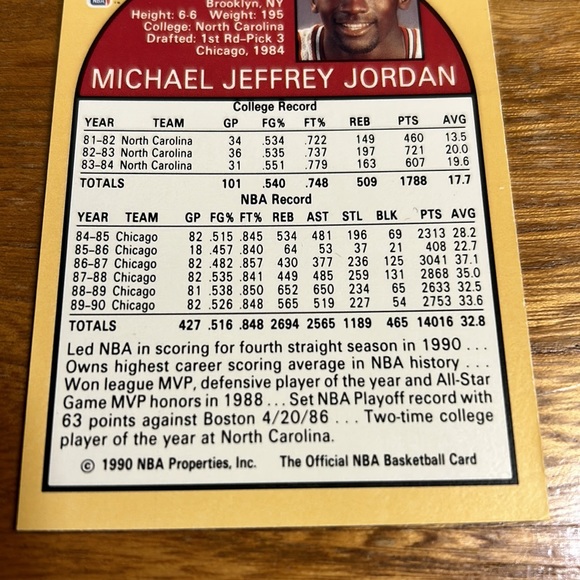 Brooklyn, NY
Height: 6-6 Weight: 195
College: North Carolina
Drafted: 1st Rd-Pick 3
Chicago, 1984
MICHAEL JEFFREY JORDAN
College Record
YEAR TEAM GP FG% FT% REB PTS AVG
81-82 North Carolina 34 .534 .722 149 460 13.5
82-83 North Carolina 36 .535 .737 197 721 20.0
83-84 North Carolina 31 .551 .779 163 607 19.6
TOTALS 101 .540 .748 509 1788 17.7
NBA Record
YEAR TEAM GP FG% FT% REB AST STL BLK PTS AVG
84-85 Chicago 82 .515 .845 534 481 196 69 2313 28.2
85-86 Chicago 18 .457 .840 64 53 37 21 408 22.7
86-87 Chicago 82 .482 .857 430 377 236 125 3041 37.1
87-88 Chicago 82 .535 .841 449 485 259 131 2868 35.0
88-89 Chicago 81 .538 .850 652 650 234 65 2633 32.5
89-90 Chicago 82 .526 .848 565 519 227 54 2753 33.6
TOTALS 427 .516 .848 2694 2565 1189 465 14016 32.8
Led NBA in scoring for fourth straight season in 1990 ...
Owns highest career scoring average in NBA history ...
Won league MVP, defensive player of the year and All-Star
Game MVP honors in 1988 ... Set NBA Playoff record with
63 points against Boston 4/20/86 ... Two-time college
player of the year at North Carolina.
© 1990 NBA Properties, Inc. The Official NBA Basketball Card